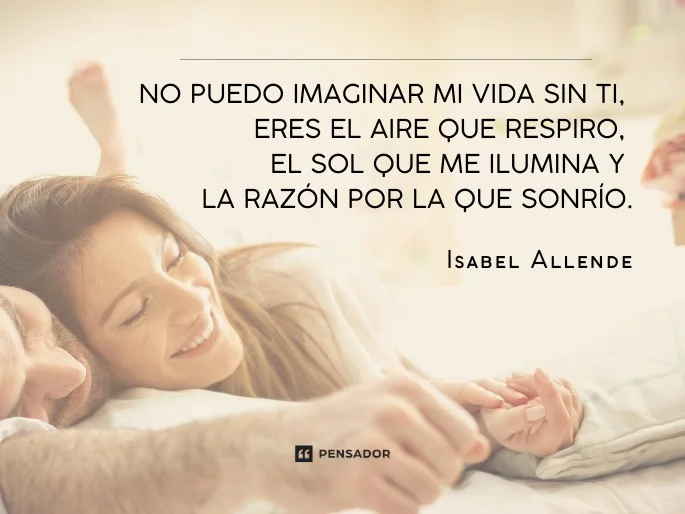 NO PUEDO IMAGINAR MI VIDA SIN TI,
ERES EL AIRE QUE RESPIRO,
EL SOL QUE ME ILUMINA Y
LA RAZÓN POR LA QUE SONRÍO.
ISABEL ALLENDE
PENSADOR